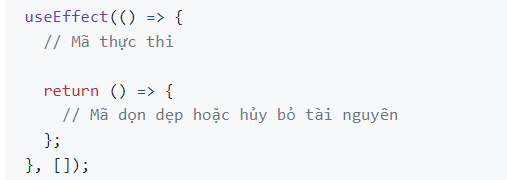 useEffect(() => {
  // Mã thực thi

  return () => {
    // Mã dọn dẹp hoặc hủy bỏ tài nguyên
  };
}, []);